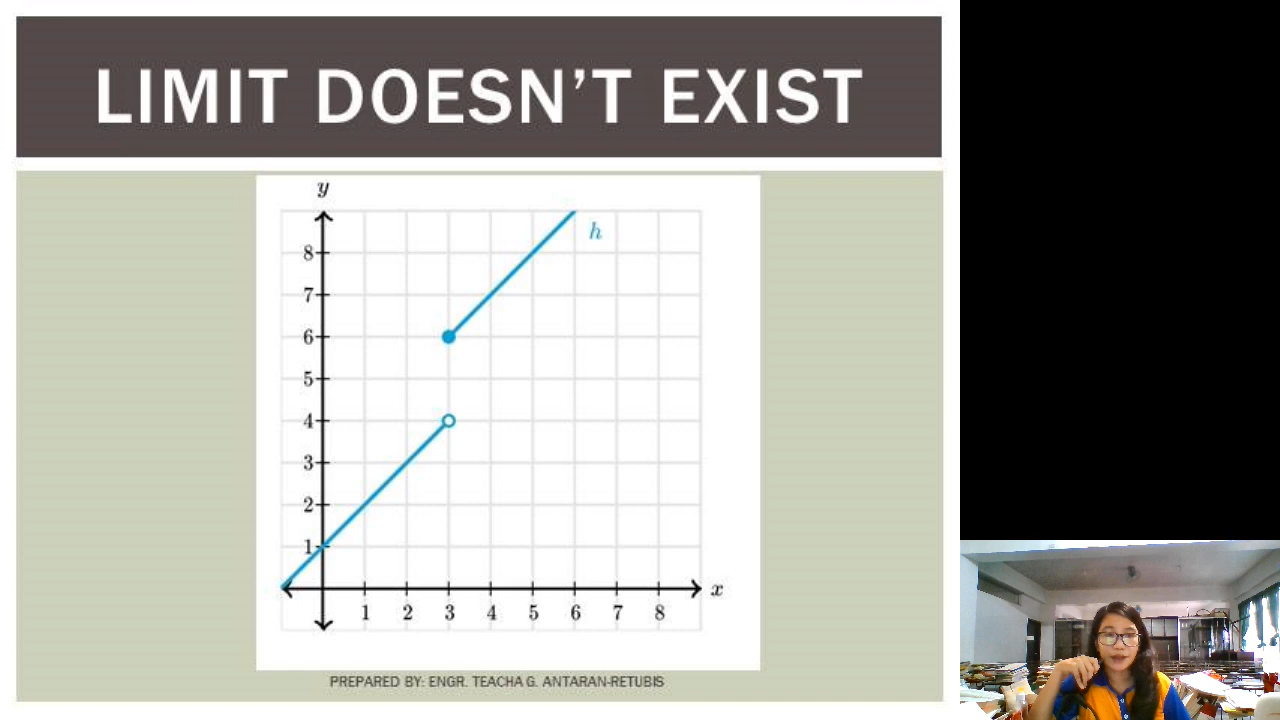 LIMIT DOESN'T EXIST
y
h
8
7
6
5
4
3
2
1
1 2 3 4 5 6 7 8 x
PREPARED BY: ENGR. TEACHA G. ANTARAN-RETUBIS